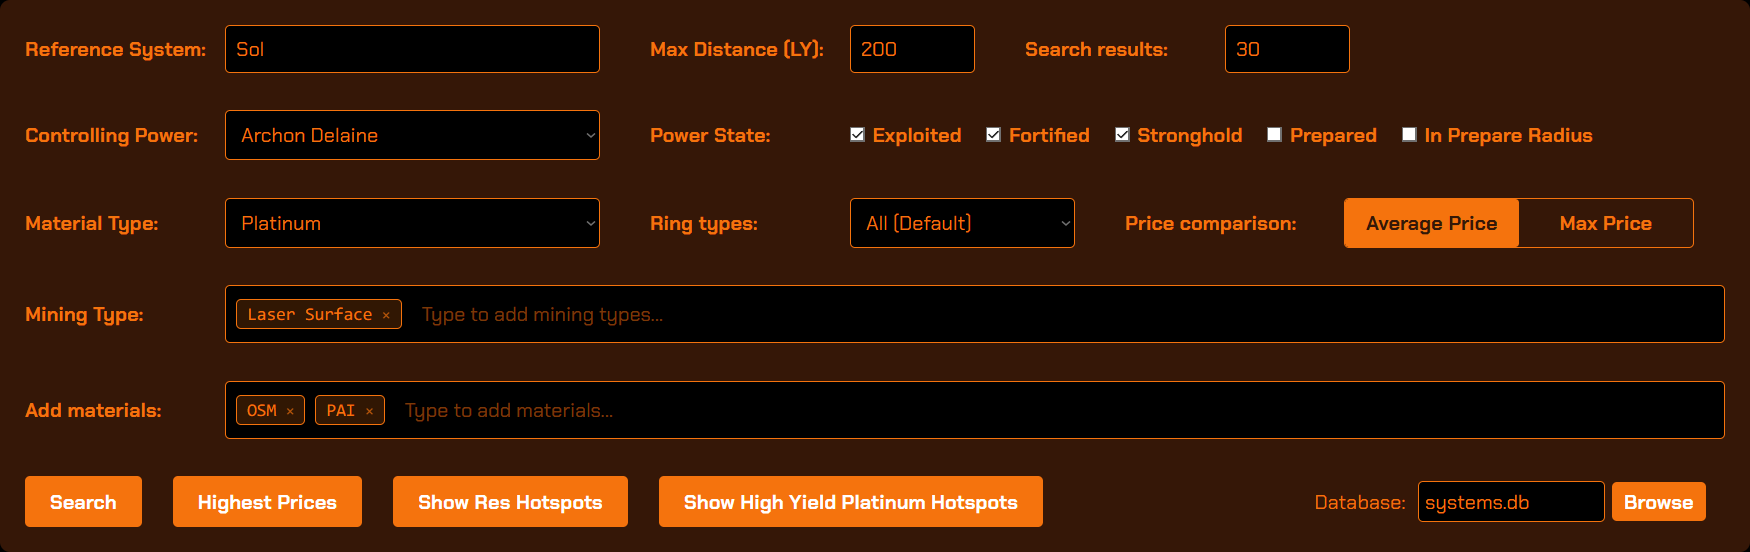 Reference System: Sol Max Distance (LY): 200 Search results: 30
Controlling Power: Archon Delaine Power State: Exploited Fortified Stronghold Prepared In Prepare Radius
Material Type: Platinum Ring types: All (Default) Price comparison: Average Price Max Price
Mining Type: Laser Surface × Type to add mining types...
Add materials: OSM × PAI × Type to add materials...
Search Highest Prices Show Res Hotspots Show High Yield Platinum Hotspots Database: systems.db Browse